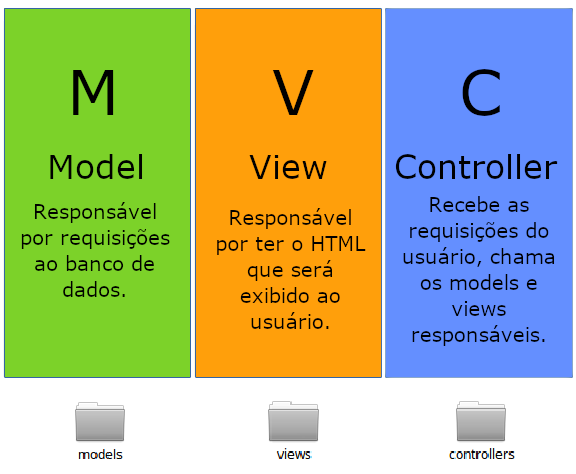 M
Model
Responsável
por requisições
ao banco de
dados.
V
View
Responsável
por ter o HTML
que será
exibido ao
usuário.
C
Controller
Recebe as
requisições do
usuário, chama
os models e
views
responsáveis.
models
views
controllers